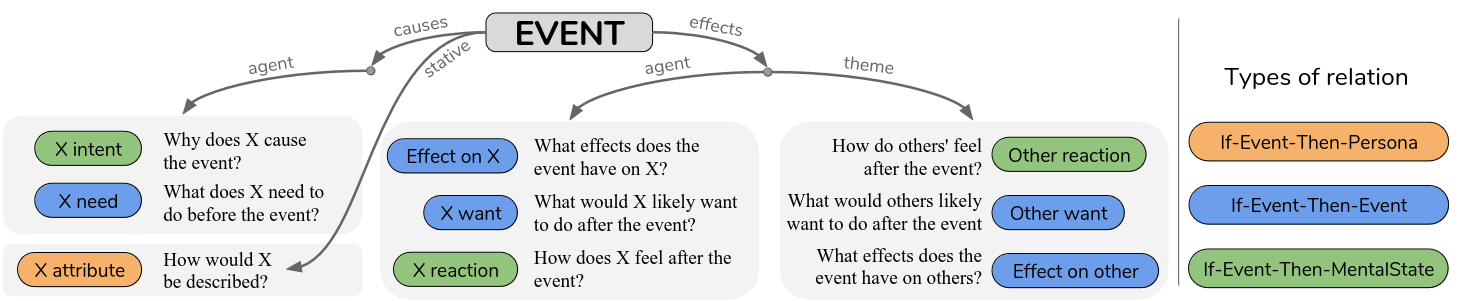 EVENT
causes
effects
stative
agent
agent
theme
X intent
Why does X cause
the event?
X need
What does X need to
do before the event?
X attribute
How would X
be described?
Effect on X
What effects does the
event have on X?
X want
What would X likely want
to do after the event?
X reaction
How does X feel after the
event?
How do others' feel
after the event?
Other reaction
What would others likely
want to do after the event
Other want
What effects does the
event have on others?
Effect on other
Types of relation
If-Event-Then-Persona
If-Event-Then-Event
If-Event-Then-MentalState